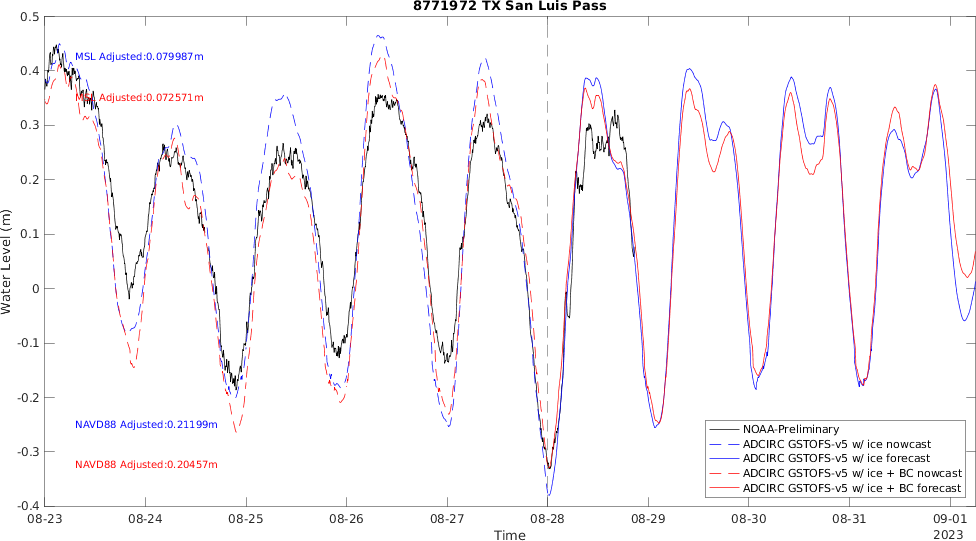 8771972 TX San Luis Pass
0.5
0.4
0.3
0.2
0.1
0
-0.1
-0.2
-0.3
-0.4
Water Level (m)
MSL Adjusted:0.079987m
MSL Adjusted:0.072571m
NAVD88 Adjusted:0.21199m
NAVD88 Adjusted:0.20457m
NOAA-Preliminary
ADCIRC GSTOFS-v5 w/ ice nowcast
ADCIRC GSTOFS-v5 w/ ice forecast
ADCIRC GSTOFS-v5 w/ ice + BC nowcast
ADCIRC GSTOFS-v5 w/ ice + BC forecast
08-23 08-24 08-25 08-26 08-27 08-28 08-29 08-30 08-31 09-01
2023
Time